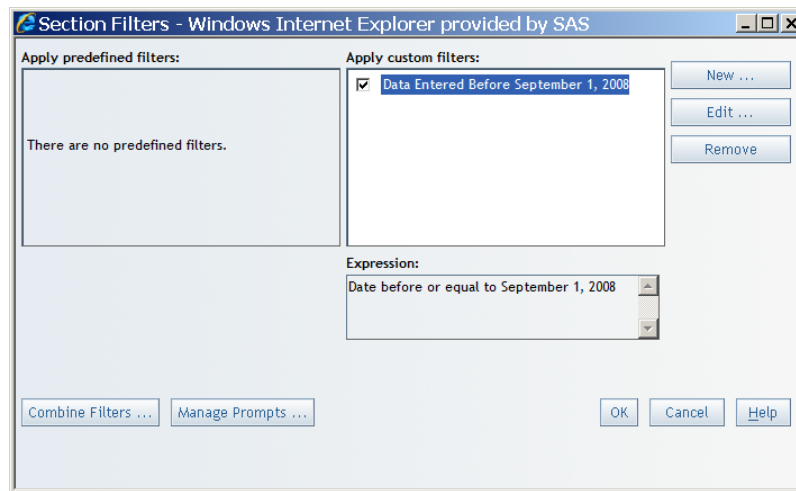 Section Filters - Windows Internet Explorer provided by SAS
Apply predefined filters:
There are no predefined filters.
Apply custom filters:
Data Entered Before September 1, 2008
New ...
Edit ...
Remove
Expression:
Date before or equal to September 1, 2008
Combine Filters ...
Manage Prompts ...
OK
Cancel
Help